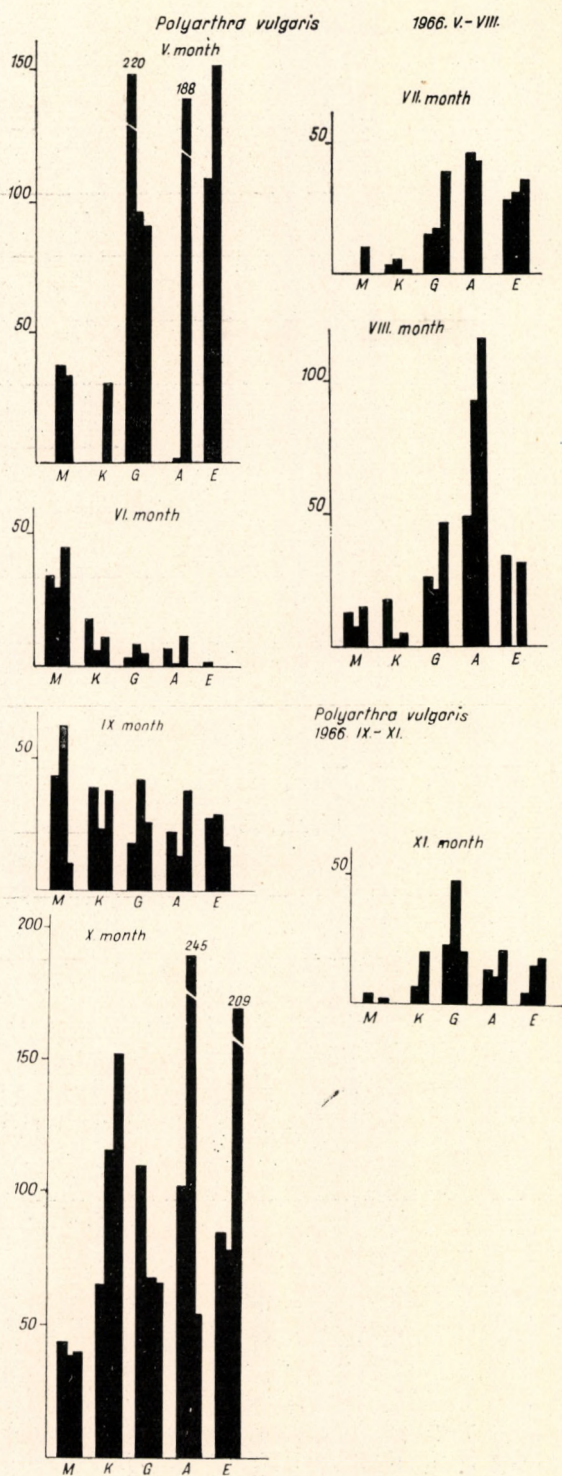 Polyarthra vulgaris 1966. V.-VIII.
V. month
150
100
50
220
188
M K G A E
VII. month
50
M K G A E
VI. month
50
M K G A E
VIII. month
100
50
M K G A E
IX month
50
M K G A E
Polyarthra vulgaris
1966. IX.- XI.
XI. month
50
M K G A E
X. month
200
150
100
50
245
209
M K G A E